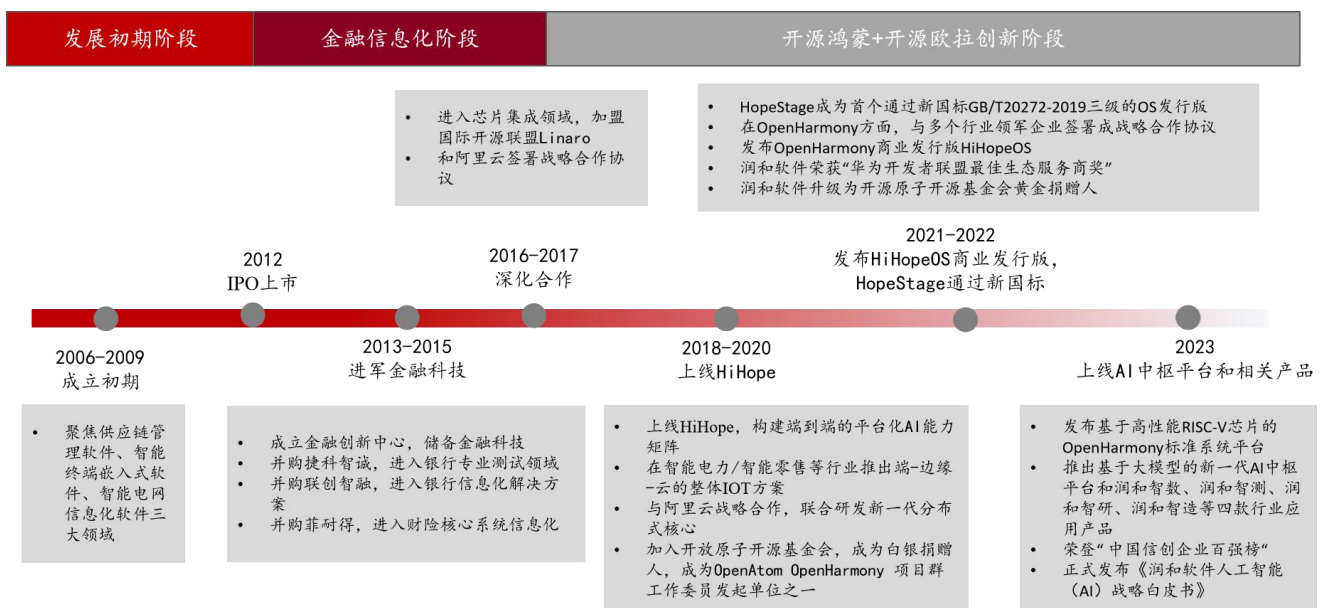 发展初期阶段
金融信息化阶段
开源鸿蒙+开源欧拉创新阶段
• 进入芯片集成领域，加盟
国际开源联盟Linaro
• 和阿里云签署战略合作协
议
• HopeStage成为首个通过新国标GB/T20272-2019三级的OS发行版
• 在OpenHarmony方面，与多个行业领军企业签署成战略合作协议
• 发布OpenHarmony商业发行版HiHopeOS
• 润和软件荣获“华为开发者联盟最佳生态服务商奖”
• 润和软件升级为开源原子开源基金会黄金捐赠人
2012
IPO上市
2016-2017
深化合作
2021-2022
发布HiHopeOS商业发行版，
HopeStage通过新国标
2006-2009
成立初期
2013-2015
进军金融科技
2018-2020
上线HiHope
2023
上线AI中枢平台和相关产品
• 聚焦供应链管
理软件、智能
终端嵌入式软
件、智能电网
信息化软件三
大领域
• 成立金融创新中心，储备金融科技
• 并购捷科智诚，进入银行专业测试领域
• 并购联创智融，进入银行信息化解决方
案
• 并购菲耐得，进入财险核心系统信息化
• 上线HiHope，构建端到端的平台化AI能力
矩阵
• 在智能电力/智能零售等行业推出端-边缘
-云的整体IOT方案
• 与阿里云战略合作，联合研发新一代分布
式核心
• 加入开放原子开源基金会，成为白银捐赠
人，成为OpenAtom OpenHarmony 项目群
工作委员发起单位之一
• 发布基于高性能RISC-V芯片的
OpenHarmony标准系统平台
• 推出基于大模型的新一代AI中枢
平台和润和智数、润和智测、润
和智研、润和智造等四款行业应
用产品
• 荣登“中国信创企业百强榜“
• 正式发布《润和软件人工智能
（AI）战略白皮书》